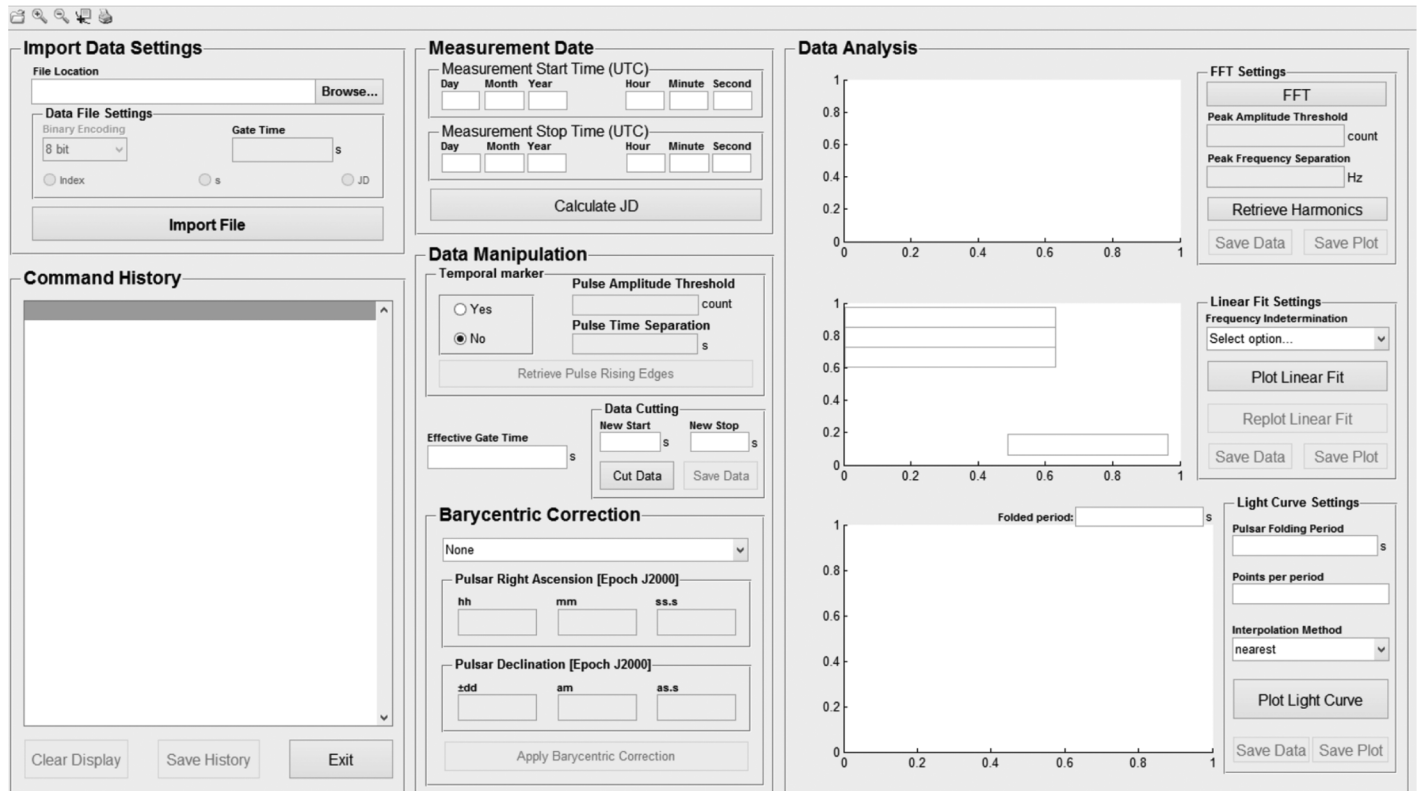 Import Data Settings
File Location
Browse...
Data File Settings
Binary Encoding
Gate Time
8 bit
s
Index
s
JD
Import File
Command History
Clear Display
Save History
Exit
Measurement Date
Measurement Start Time (UTC)
Day Month Year Hour Minute Second
Measurement Stop Time (UTC)
Day Month Year Hour Minute Second
Calculate JD
Data Manipulation
Temporal marker
Yes
No
Pulse Amplitude Threshold
count
Pulse Time Separation
s
Retrieve Pulse Rising Edges
Effective Gate Time
s
Data Cutting
New Start New Stop
s s
Cut Data Save Data
Barycentric Correction
None
Pulsar Right Ascension [Epoch J2000]
hh mm ss.s
Pulsar Declination [Epoch J2000]
±dd am as.s
Apply Barycentric Correction
Data Analysis
1
0.8
0.6
0.4
0.2
0
0 0.2 0.4 0.6 0.8 1
FFT Settings
FFT
Peak Amplitude Threshold
count
Peak Frequency Separation
Hz
Retrieve Harmonics
Save Data Save Plot
1
0.8
0.6
0.4
0.2
0
0 0.2 0.4 0.6 0.8 1
Linear Fit Settings
Frequency Indetermination
Select option...
Plot Linear Fit
Replot Linear Fit
Save Data Save Plot
Folded period: s
1
0.8
0.6
0.4
0.2
0
0 0.2 0.4 0.6 0.8 1
Light Curve Settings
Pulsar Folding Period
s
Points per period
Interpolation Method
nearest
Plot Light Curve
Save Data Save Plot